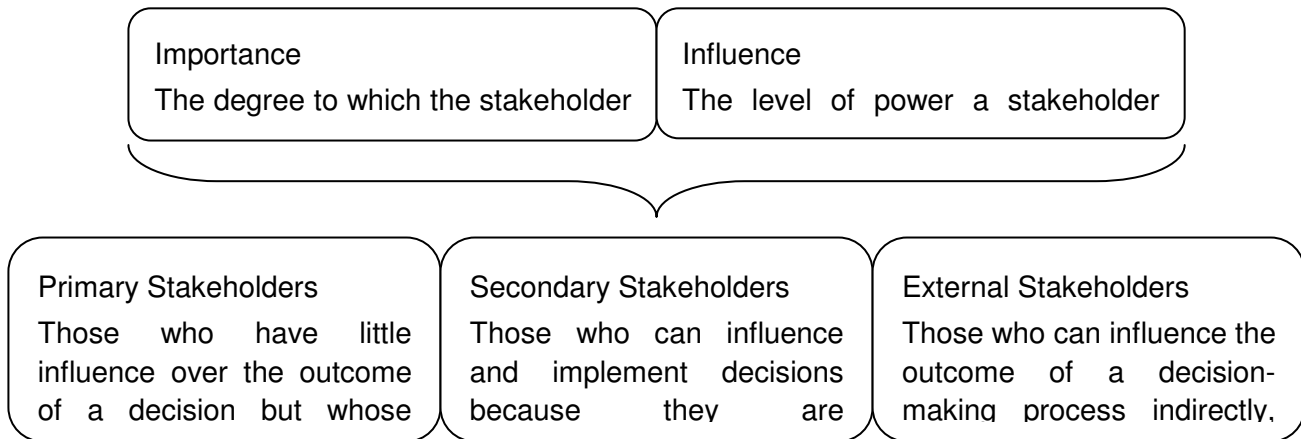 Importance
The degree to which the stakeholder
Influence
The level of power a stakeholder
Primary Stakeholders
Those who have little
influence over the outcome
of a decision but whose
Secondary Stakeholders
Those who can influence
and implement decisions
because they are
External Stakeholders
Those who can influence the
outcome of a decision-
making process indirectly,